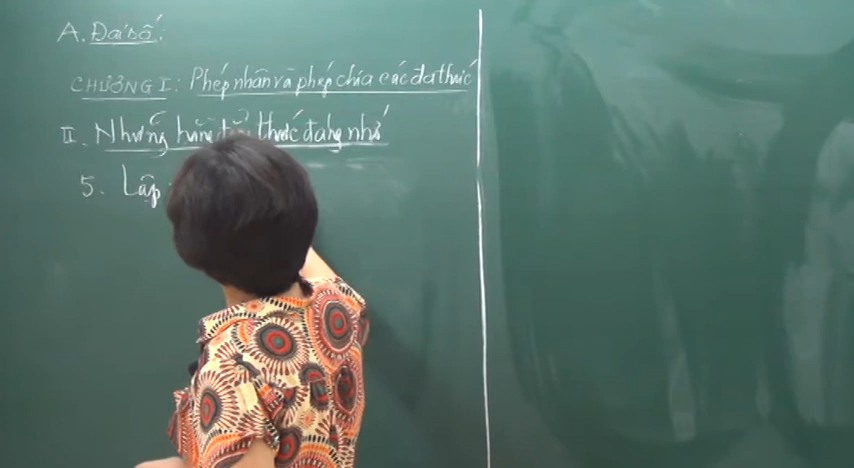 A. Đại số:
CHƯƠNG I: Phép nhân và phép chia các đa thức
II. Những hằng đẳng thức đáng nhớ
5. Lập